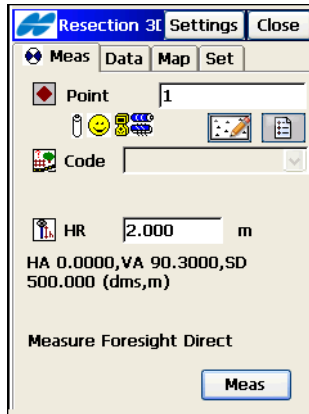 Resection 3D Settings Close
Meas Data Map Set
Point 1
Code
HR 2.000 m
HA 0.0000,VA 90.3000,SD
500.000 (dms,m)
Measure Foresight Direct
Meas